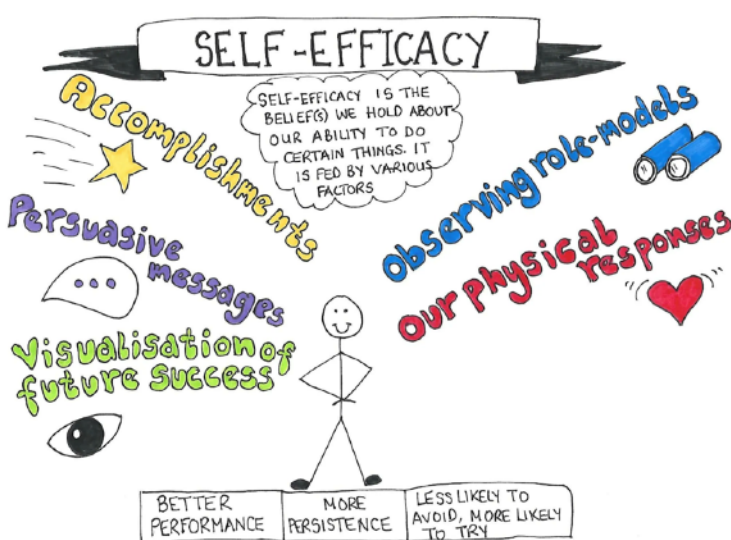 SELF-EFFICACY
SELF-EFFICACY IS THE
BELIEF(S) WE HOLD ABOUT
OUR ABILITY TO DO
CERTAIN THINGS. IT
IS FED BY VARIOUS
FACTORS
Accomplishments
Persuasive
messages
Visualisation of
future success
Observing role-models
Our physical
responses
BETTER
PERFORMANCE
MORE
PERSISTENCE
LESS LIKELY TO
AVOID, MORE LIKELY
TO TRY